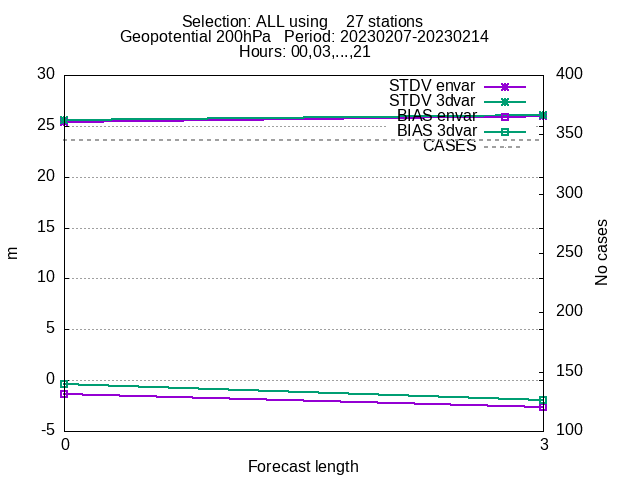 Selection: ALL using    27 stations
Geopotential 200hPa   Period: 20230207-20230214
Hours: 00,03,...,21
30
25
20
15
10
5
0
-5
m
400
350
300
250
200
150
100
No cases
STDV envar
STDV 3dvar
BIAS envar
BIAS 3dvar
CASES
0
3
Forecast length